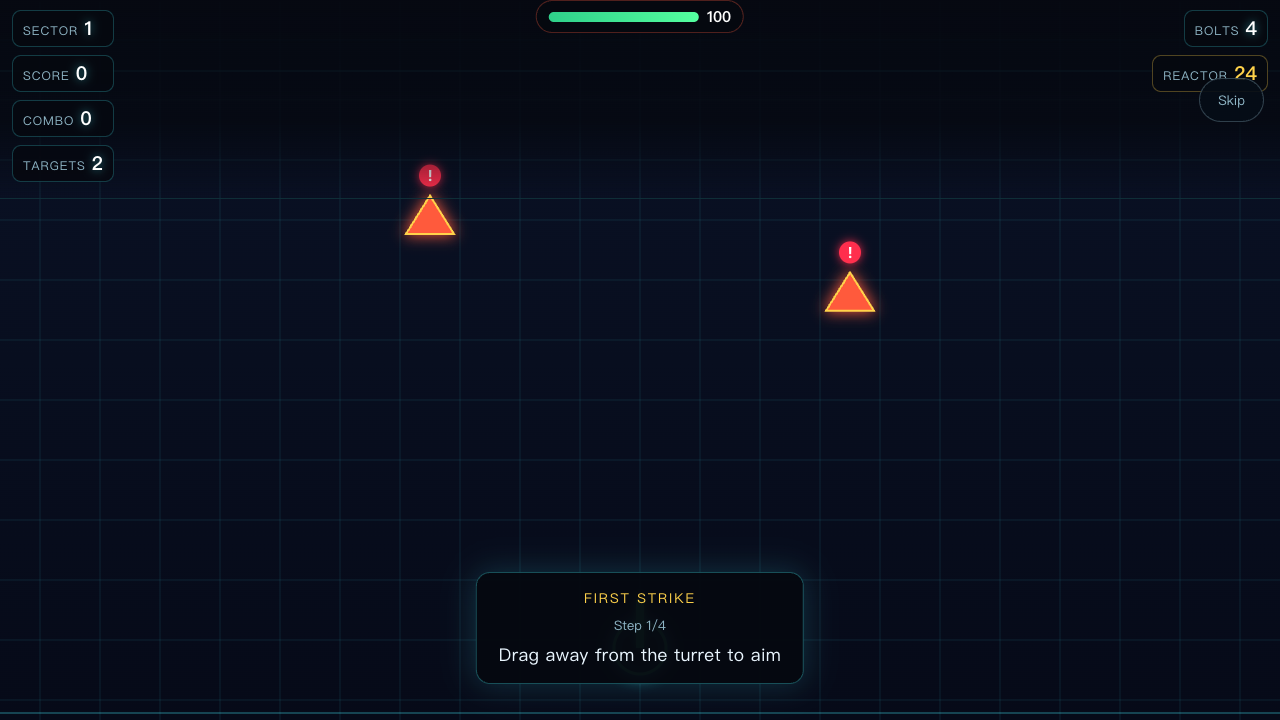 SECTOR 1
SCORE 0
COMBO 0
TARGETS 2
100
BOLTS 4
REACTOR 24
Skip
!
!
FIRST STRIKE
Step 1/4
Drag away from the turret to aim